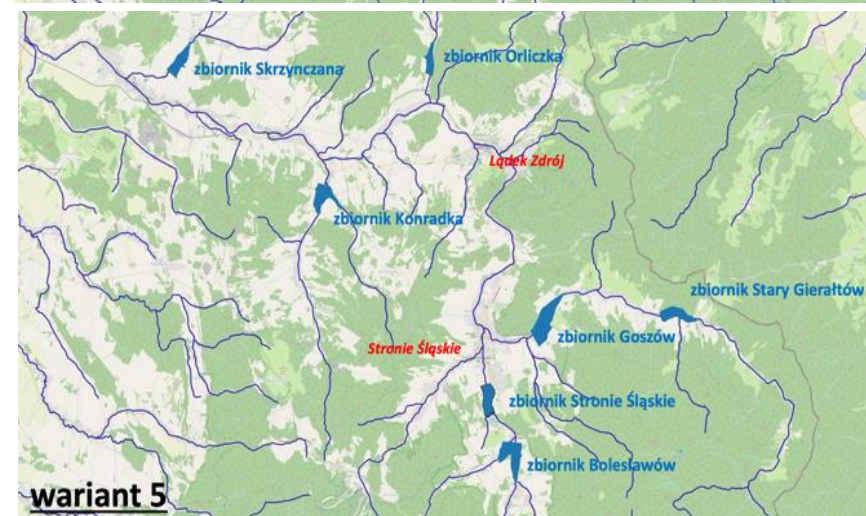 zbiornik Skrzynczana
zbiornik Orliczka
Lądek Zdrój
zbiornik Konradka
zbiornik Stary Gierałtów
zbiornik Goszów
Stronie Śląskie
zbiornik Stronie Śląskie
zbiornik Bolesławów
wariant 5